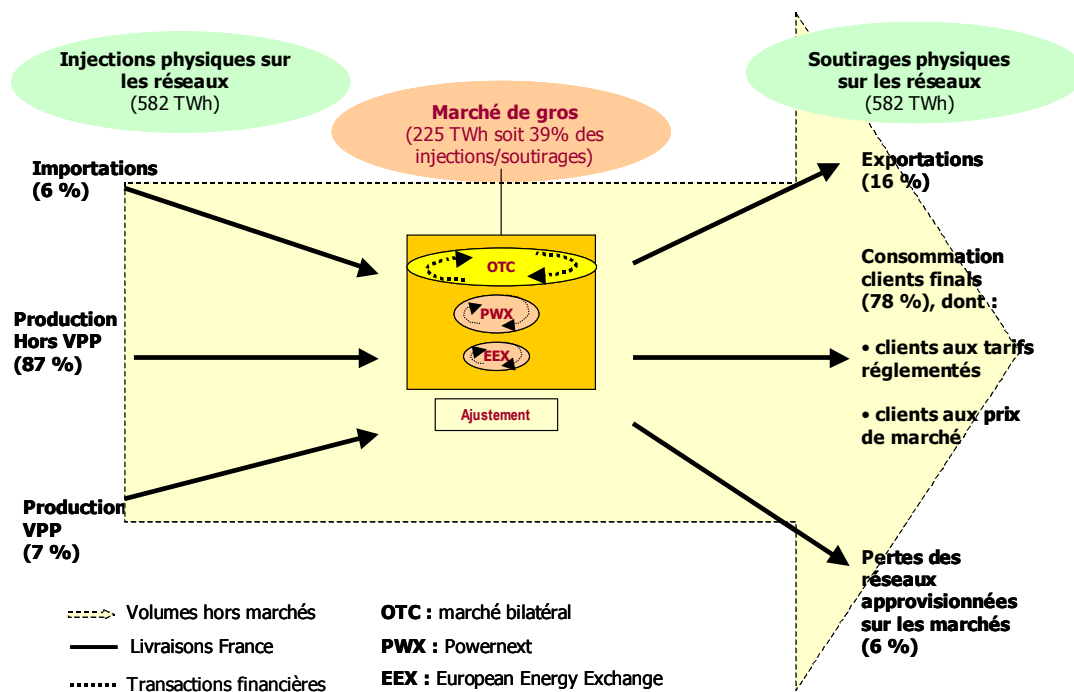 Injections physiques sur
les réseaux
(582 TWh)
Soutirages physiques
sur les réseaux
(582 TWh)
Marché de gros
(225 TWh soit 39% des
injections/soutirages)
Importations
(6 %)
Exportations
(16 %)
OTC
PWX
EEX
Ajustement
Production
Hors VPP
(87 %)
Consommation
clients finals
(78 %), dont :
• clients aux tarifs
réglementés
• clients aux prix
de marché
Production
VPP
(7 %)
Pertes des
réseaux
approvisionnées
sur les marchés
(6 %)
Volumes hors marchés
Livraisons France
Transactions financières
OTC : marché bilatéral
PWX : Powernext
EEX : European Energy Exchange